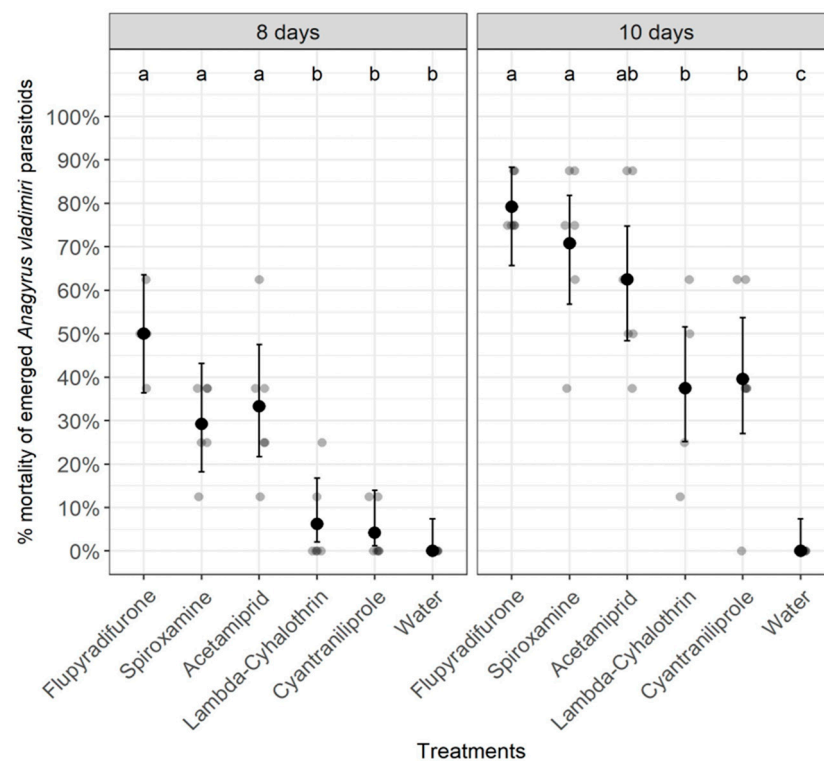 8 days
10 days
a a a b b b
a a ab b b c
100%
90%
80%
70%
60%
50%
40%
30%
20%
10%
0%
% mortality of emerged Anagyrus vladimiri parasitoids
Flupyradifurone
Spiroxamine
Acetamiprid
Lambda-Cyhalothrin
Cyantraniliprole
Water
Flupyradifurone
Spiroxamine
Acetamiprid
Lambda-Cyhalothrin
Cyantraniliprole
Water
Treatments